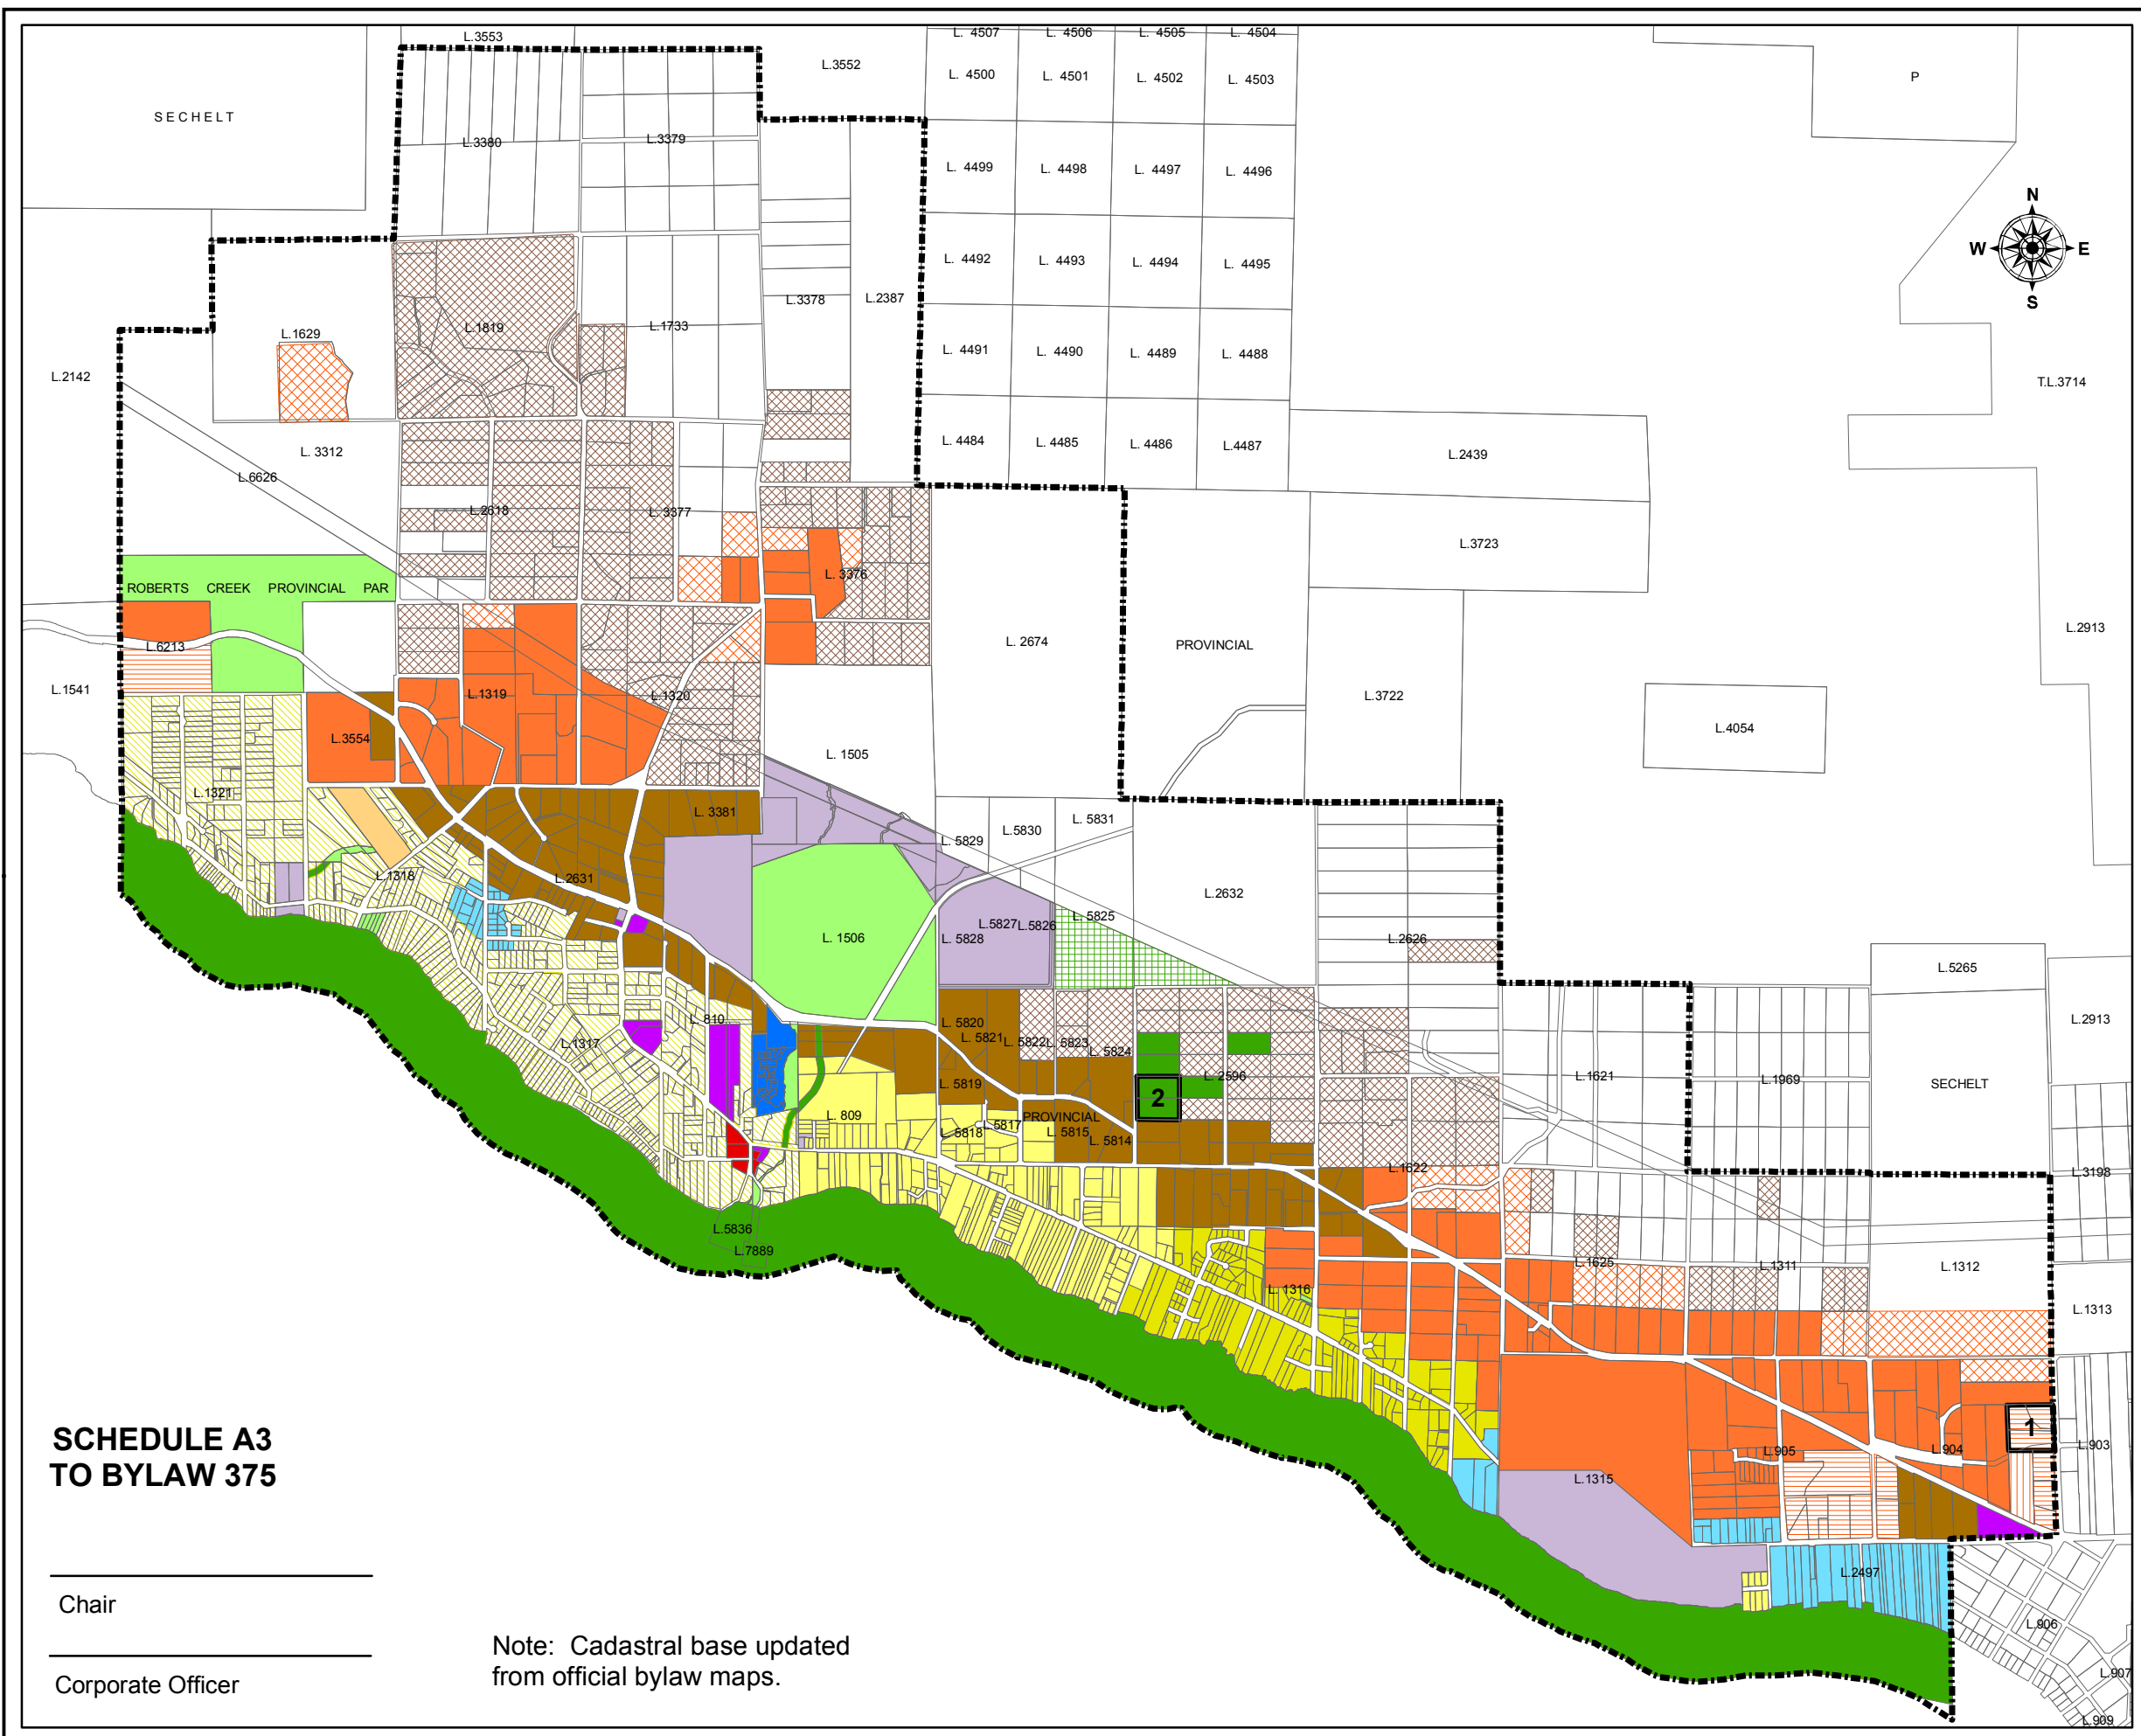 L.3553
L. 4507
L. 4506
L. 4505
L. 4504
L.3552
L. 4500
L. 4501
L. 4502
L. 4503
P
SECHELT
L.3380
L.3379
L. 4499
L. 4498
L. 4497
L. 4496
N
W
E
S
L. 4492
L. 4493
L. 4494
L. 4495
L.3378
L.2387
L.1629
L.1819
L.1733
L. 4491
L. 4490
L. 4489
L. 4488
L.2142
T.L.3714
L. 4484
L. 4485
L. 4486
L.4487
L. 3312
L.2439
L.6626
L.2618
L.3377
L.3723
L. 3376
ROBERTS CREEK PROVINCIAL PAR
L.2913
L.6213
L. 2674
PROVINCIAL
L.1541
L.1319
L.1320
L.3722
L.3554
L. 1505
L.4054
L.1321
L. 3381
L. 5829
L.5830
L. 5831
L.1318
L.2631
L.2632
L. 5825
L.5827
L.5826
L. 1506
L. 5828
L.2626
L.5265
L. 810
L. 5820
L. 5821
L. 5822
L. 5823
L. 5824
L.2913
L.1317
L. 5819
L. 2596
L.1621
L.1969
SECHELT
2
L. 809
PROVINCIAL
L. 5818
L.5817
L. 5815
L. 5814
L.1622
L.3198
L.5836
L.7889
L.1625
L.1311
L.1312
L. 1316
L.1313
SCHEDULE A3
TO BYLAW 375
1
L.905
L.904
L.903
L.1315
L.2497
Chair
L.906
Note: Cadastral base updated
from official bylaw maps.
L.907
Corporate Officer
L.909